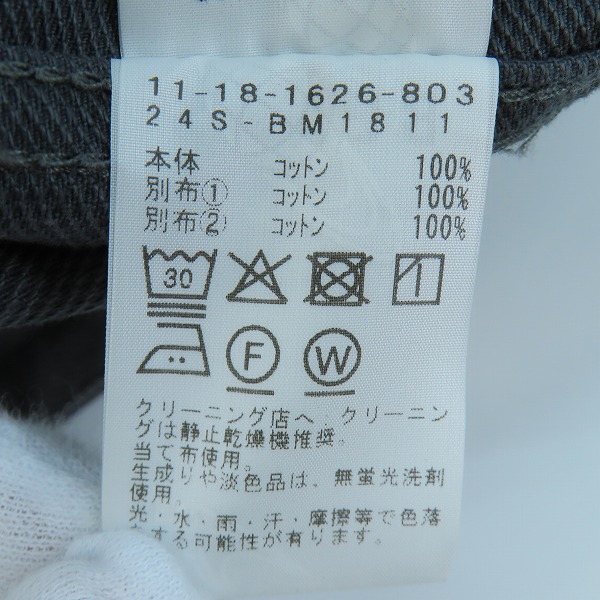 11-18-1626-803
24S-BM1811
本体 コットン 100%
別布① コットン 100%
別布② コットン 100%
30
F W
クリーニング店へ:クリーニン
グは静止乾燥機推奨。
当て布使用。
生成りや淡色品は、無蛍光洗剤
使用。
光・水・雨・汗・摩擦等で色落
ちする可能性が有ります。